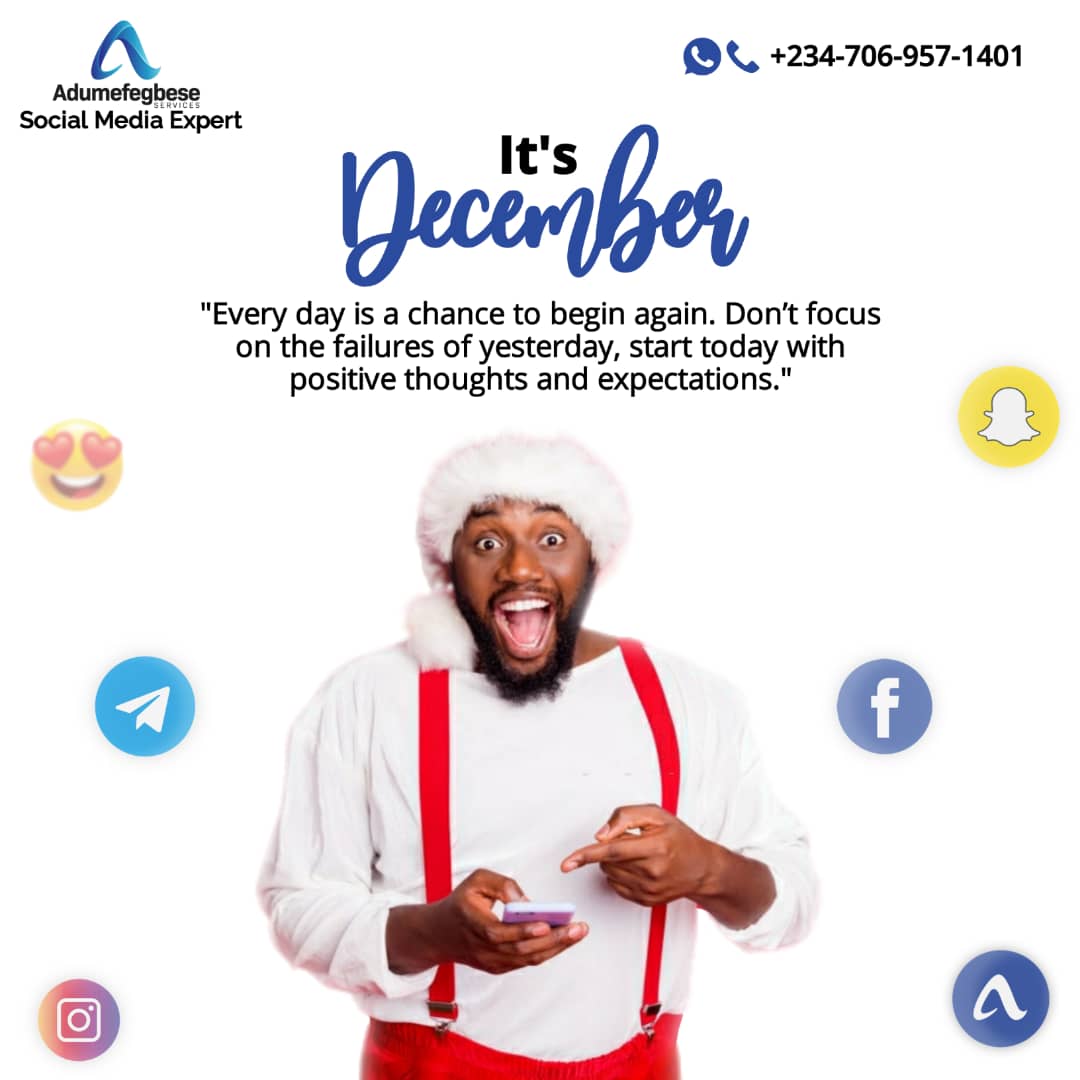 Adumefegbese
SERVICES
Social Media Expert
+234-706-957-1401
It's
December
"Every day is a chance to begin again. Don’t focus
on the failures of yesterday, start today with
positive thoughts and expectations."